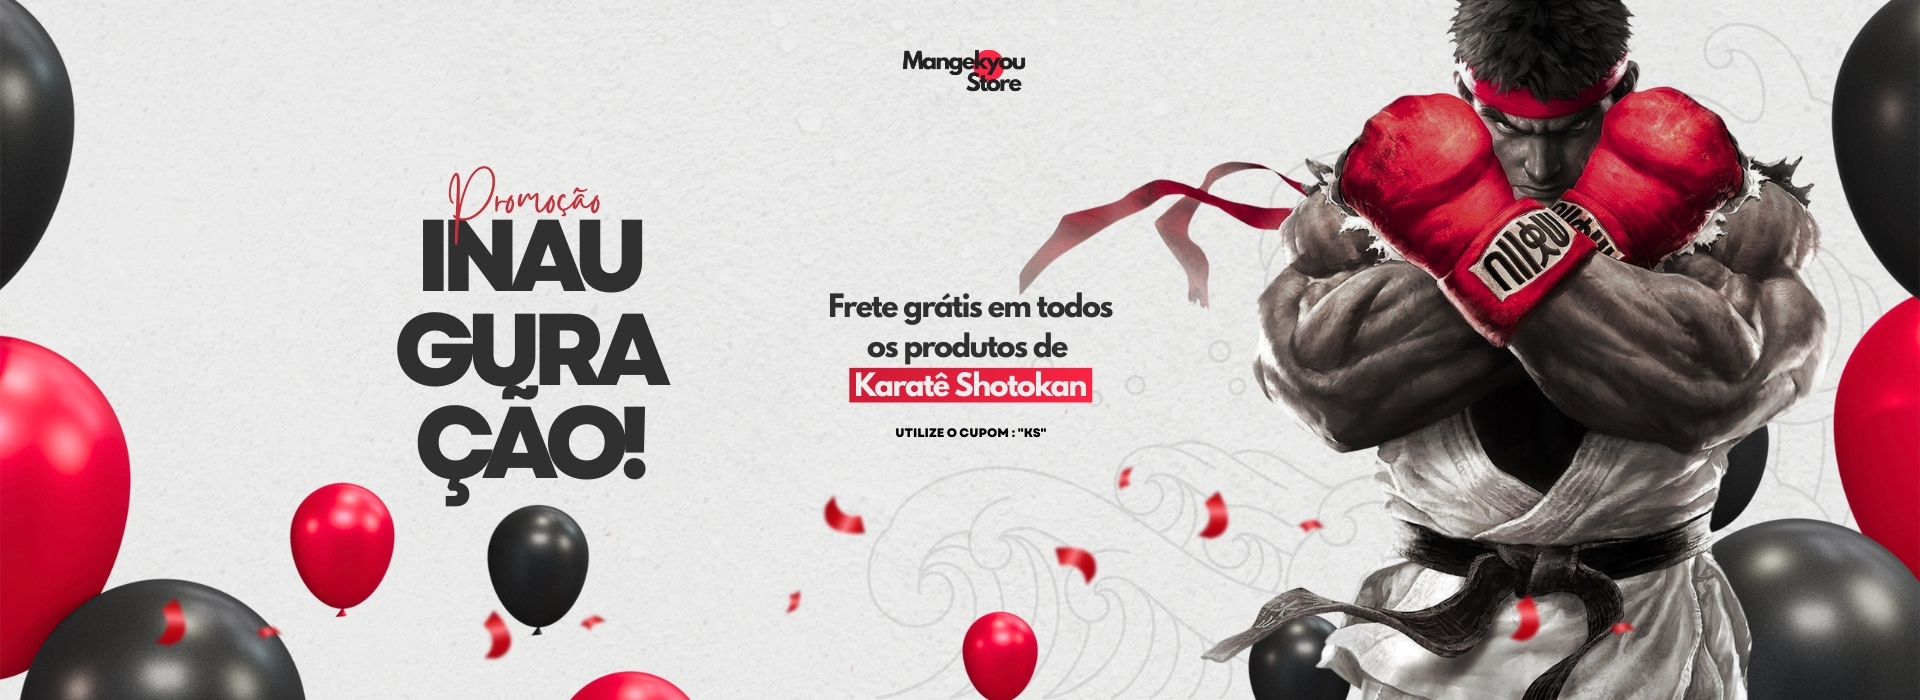 Mangekyou
Store
Promoção
INAU
GURA
ÇÃO!
Frete grátis em todos
os produtos de
Karatê Shotokan
UTILIZE O CUPOM : "KS"